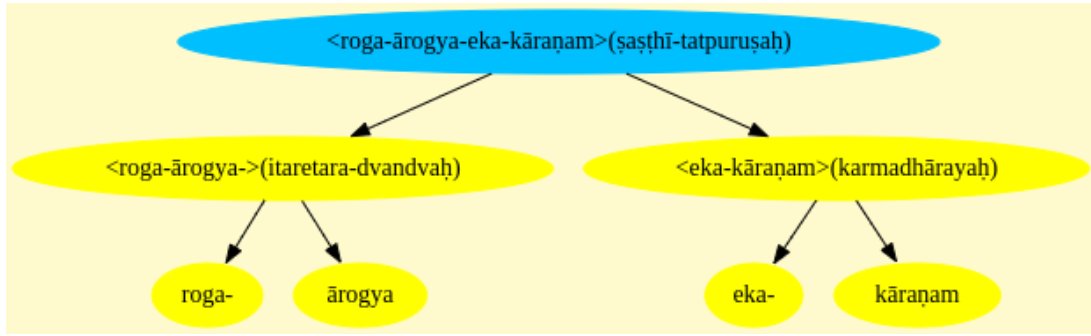 <roga-ārogya-eka-kāraṇam>(ṣaṣṭhī-tatpuruṣaḥ)
<roga-ārogya->(itaretara-dvandvaḥ) <eka-kāraṇam>(karmadhārayaḥ)
roga- ārogya eka- kāraṇam